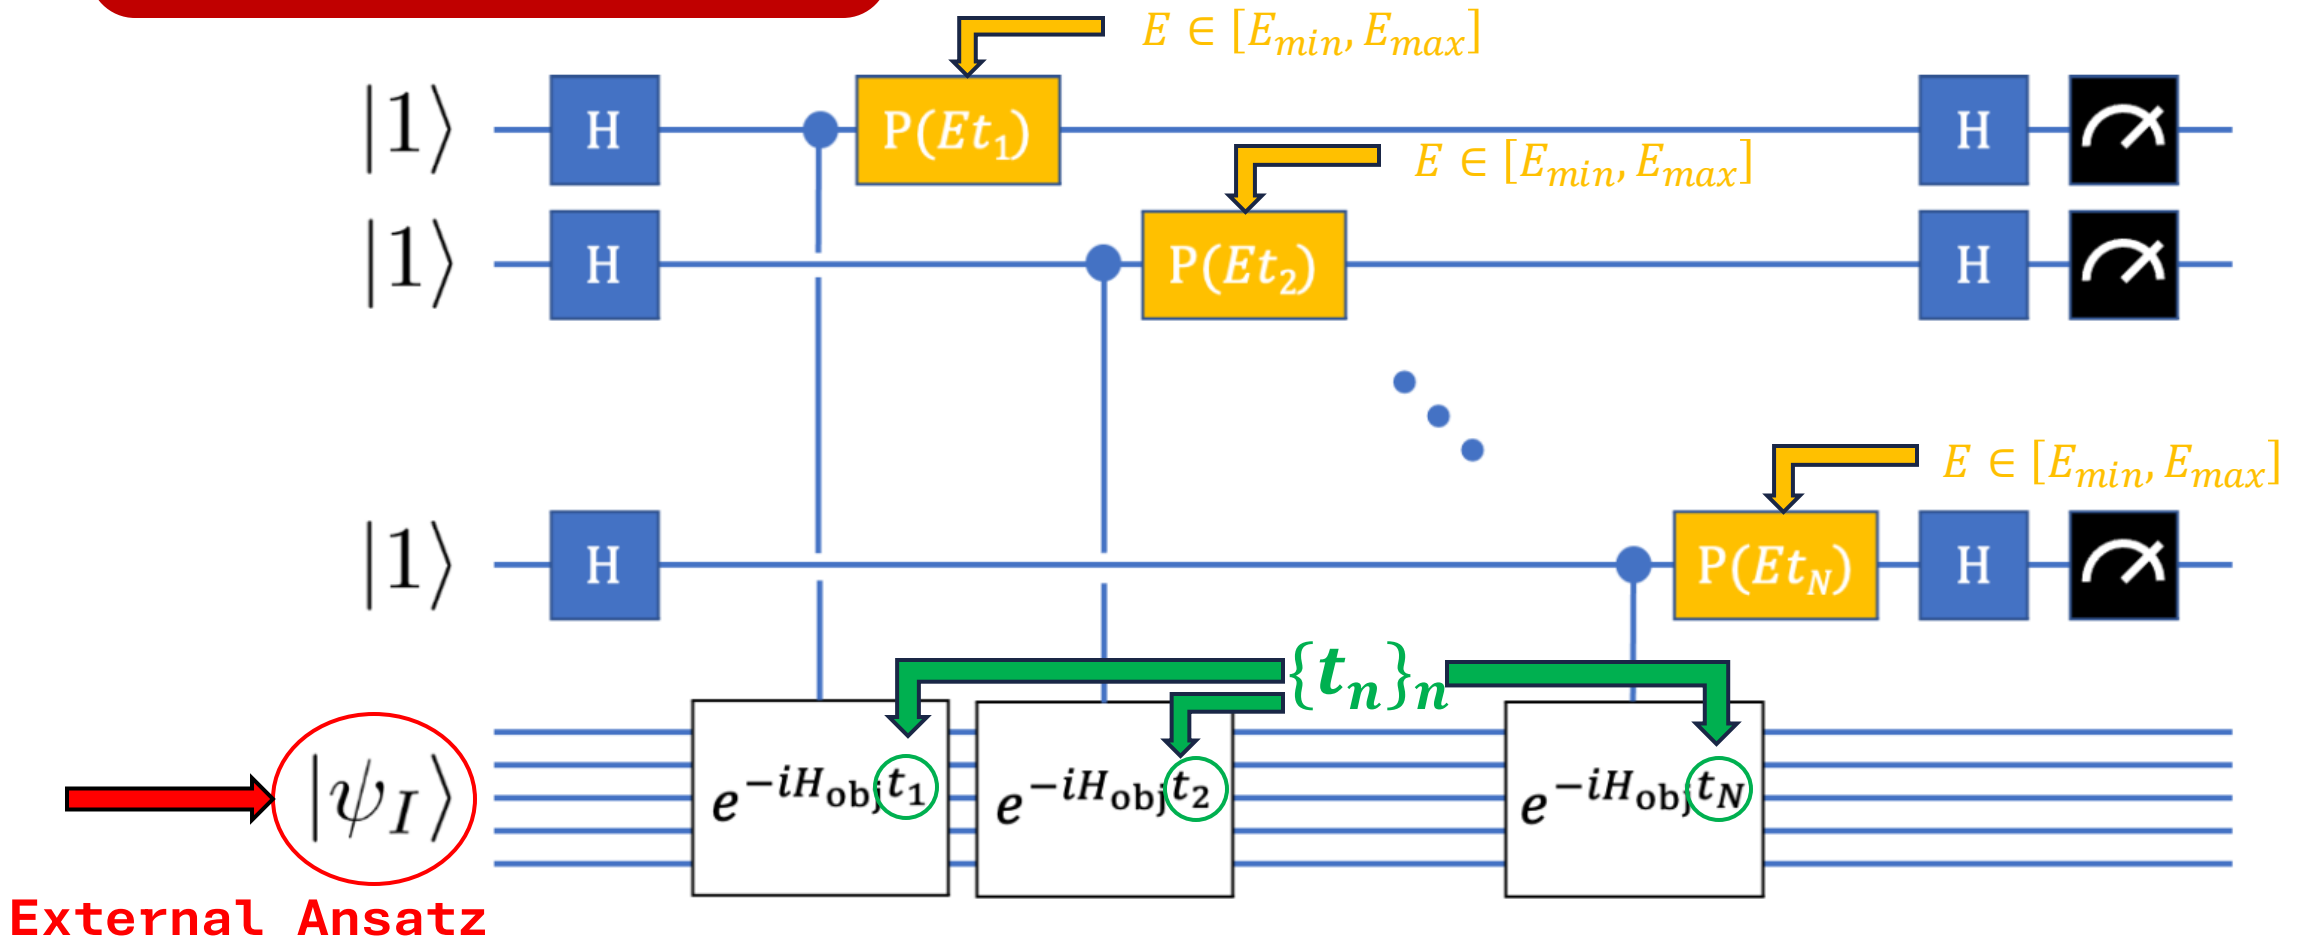 E ∈ [E_min, E_max]
|1⟩ H P(Et_1) H
E ∈ [E_min, E_max]
|1⟩ H P(Et_2) H
E ∈ [E_min, E_max]
|1⟩ H P(Et_N) H
{t_n}_n
|ψ_I⟩ e^{-iH_obj t_1} e^{-iH_obj t_2} e^{-iH_obj t_N}
External Ansatz